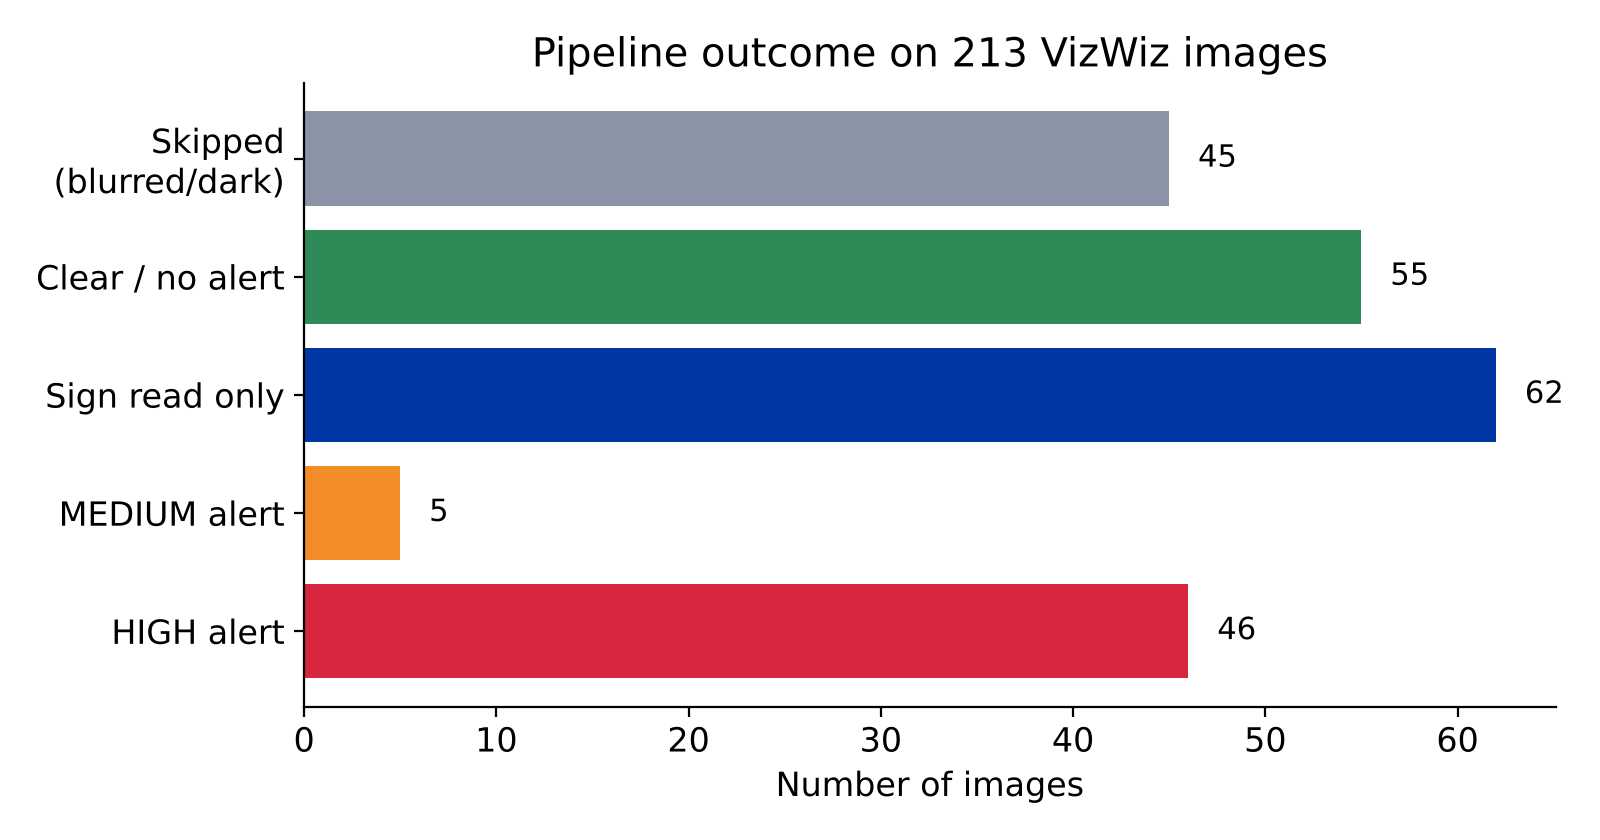 Pipeline outcome on 213 VizWiz images
Skipped
(blurred/dark)
45
Clear / no alert
55
Sign read only
62
MEDIUM alert
5
HIGH alert
46
0 10 20 30 40 50 60
Number of images